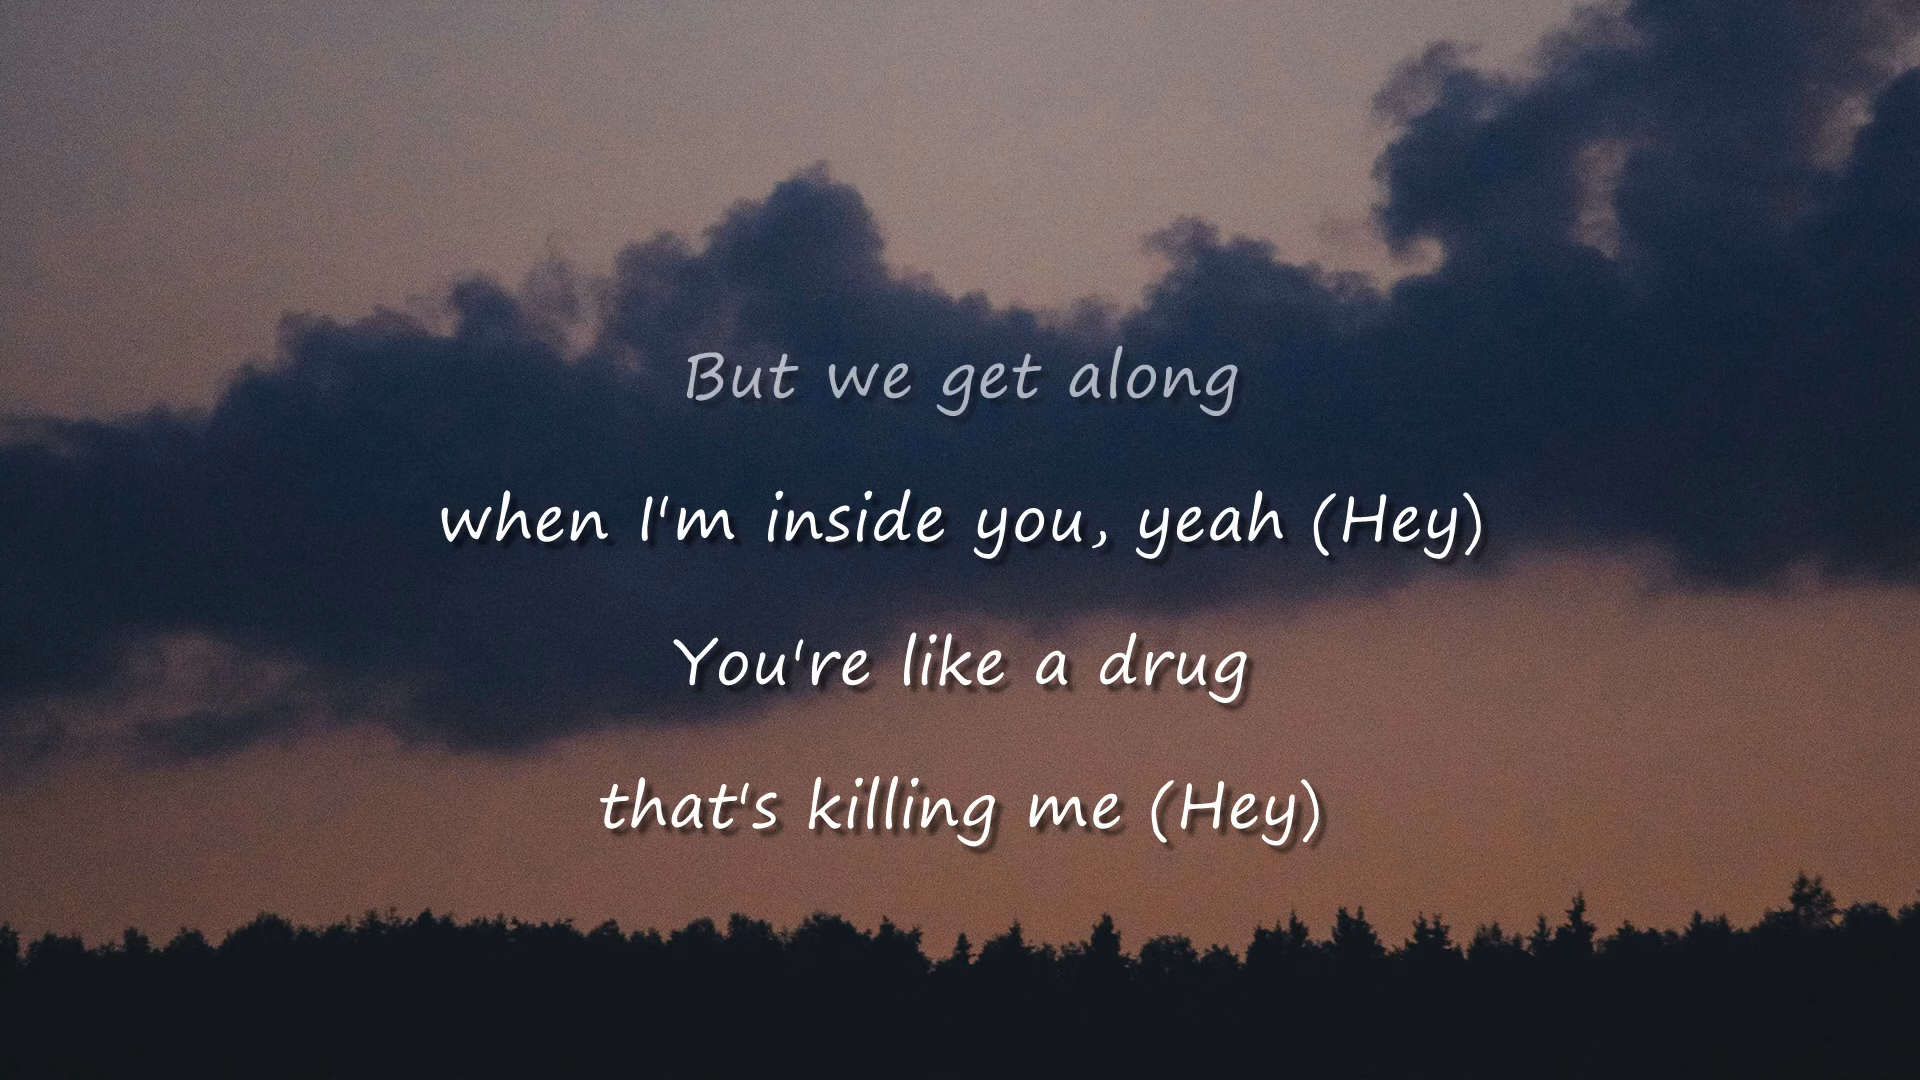 But we get along
when I'm inside you, yeah (Hey)
You're like a drug
that's killing me (Hey)